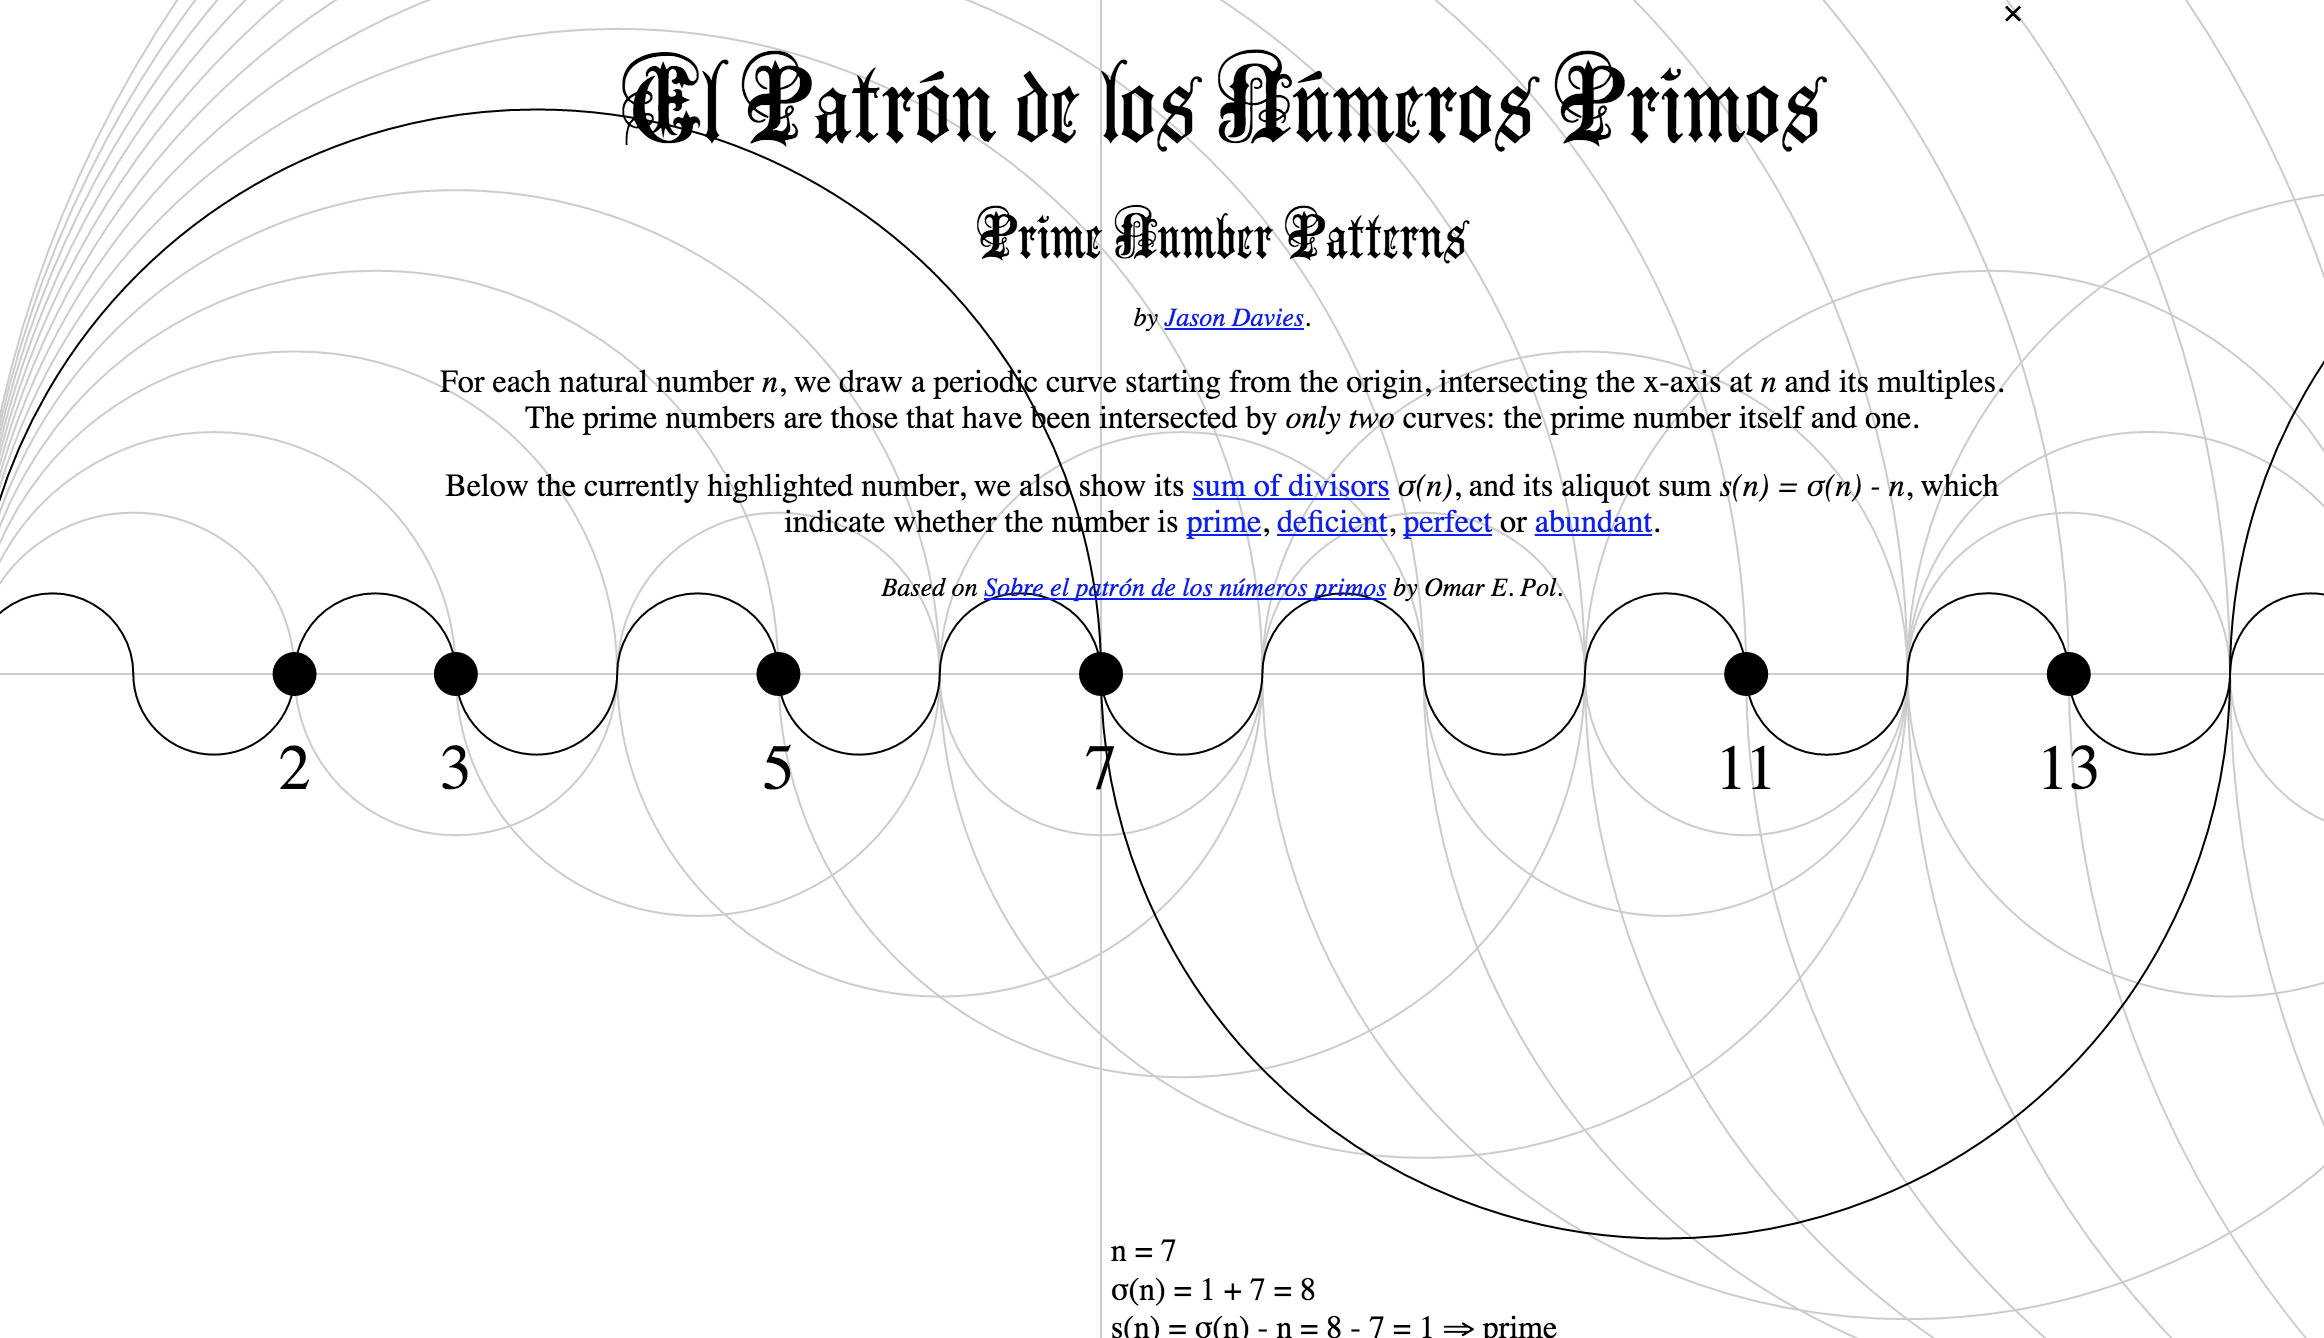 ×
El Patrón de los Números Primos
Prime Number Patterns
by Jason Davies.
For each natural number n, we draw a periodic curve starting from the origin, intersecting the x-axis at n and its multiples.
The prime numbers are those that have been intersected by only two curves: the prime number itself and one.
Below the currently highlighted number, we also show its sum of divisors σ(n), and its aliquot sum s(n) = σ(n) - n, which
indicate whether the number is prime, deficient, perfect or abundant.
Based on Sobre el patrón de los números primos by Omar E. Pol.
2 3 5 7 11 13
n = 7
σ(n) = 1 + 7 = 8
s(n) = σ(n) - n = 8 - 7 = 1 ⇒ prime